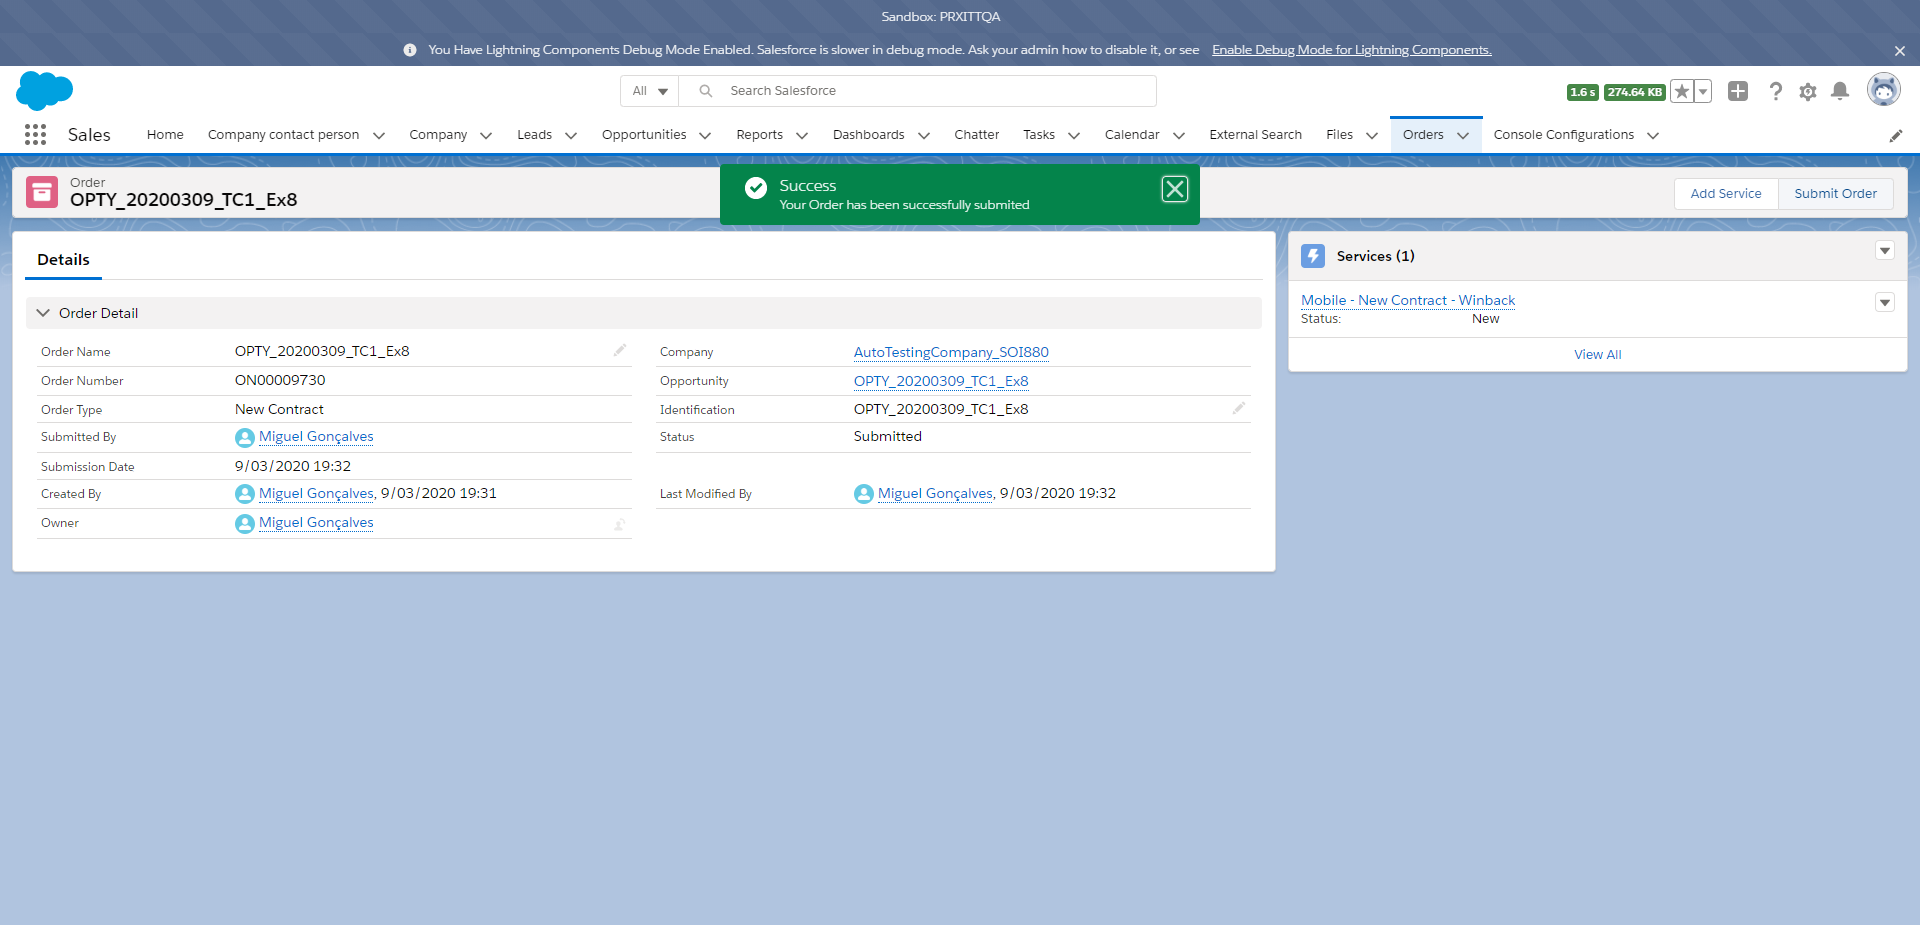 Sandbox: PRXITTQA
You Have Lightning Components Debug Mode Enabled. Salesforce is slower in debug mode. Ask your admin how to disable it, or see Enable Debug Mode for Lightning Components.
All Search Salesforce
1.6 s 274.64 KB
Sales Home Company contact person Company Leads Opportunities Reports Dashboards Chatter Tasks Calendar External Search Files Orders Console Configurations
Order
OPTY_20200309_TC1_Ex8
Success
Your Order has been successfully submited
Add Service Submit Order
Details
Order Detail
Order Name OPTY_20200309_TC1_Ex8 Company AutoTestingCompany_SOI880
Order Number ON00009730 Opportunity OPTY_20200309_TC1_Ex8
Order Type New Contract Identification OPTY_20200309_TC1_Ex8
Submitted By Miguel Gonçalves Status Submitted
Submission Date 9/03/2020 19:32
Created By Miguel Gonçalves, 9/03/2020 19:31 Last Modified By Miguel Gonçalves, 9/03/2020 19:32
Owner Miguel Gonçalves
Services (1)
Mobile - New Contract - Winback
Status: New
View All